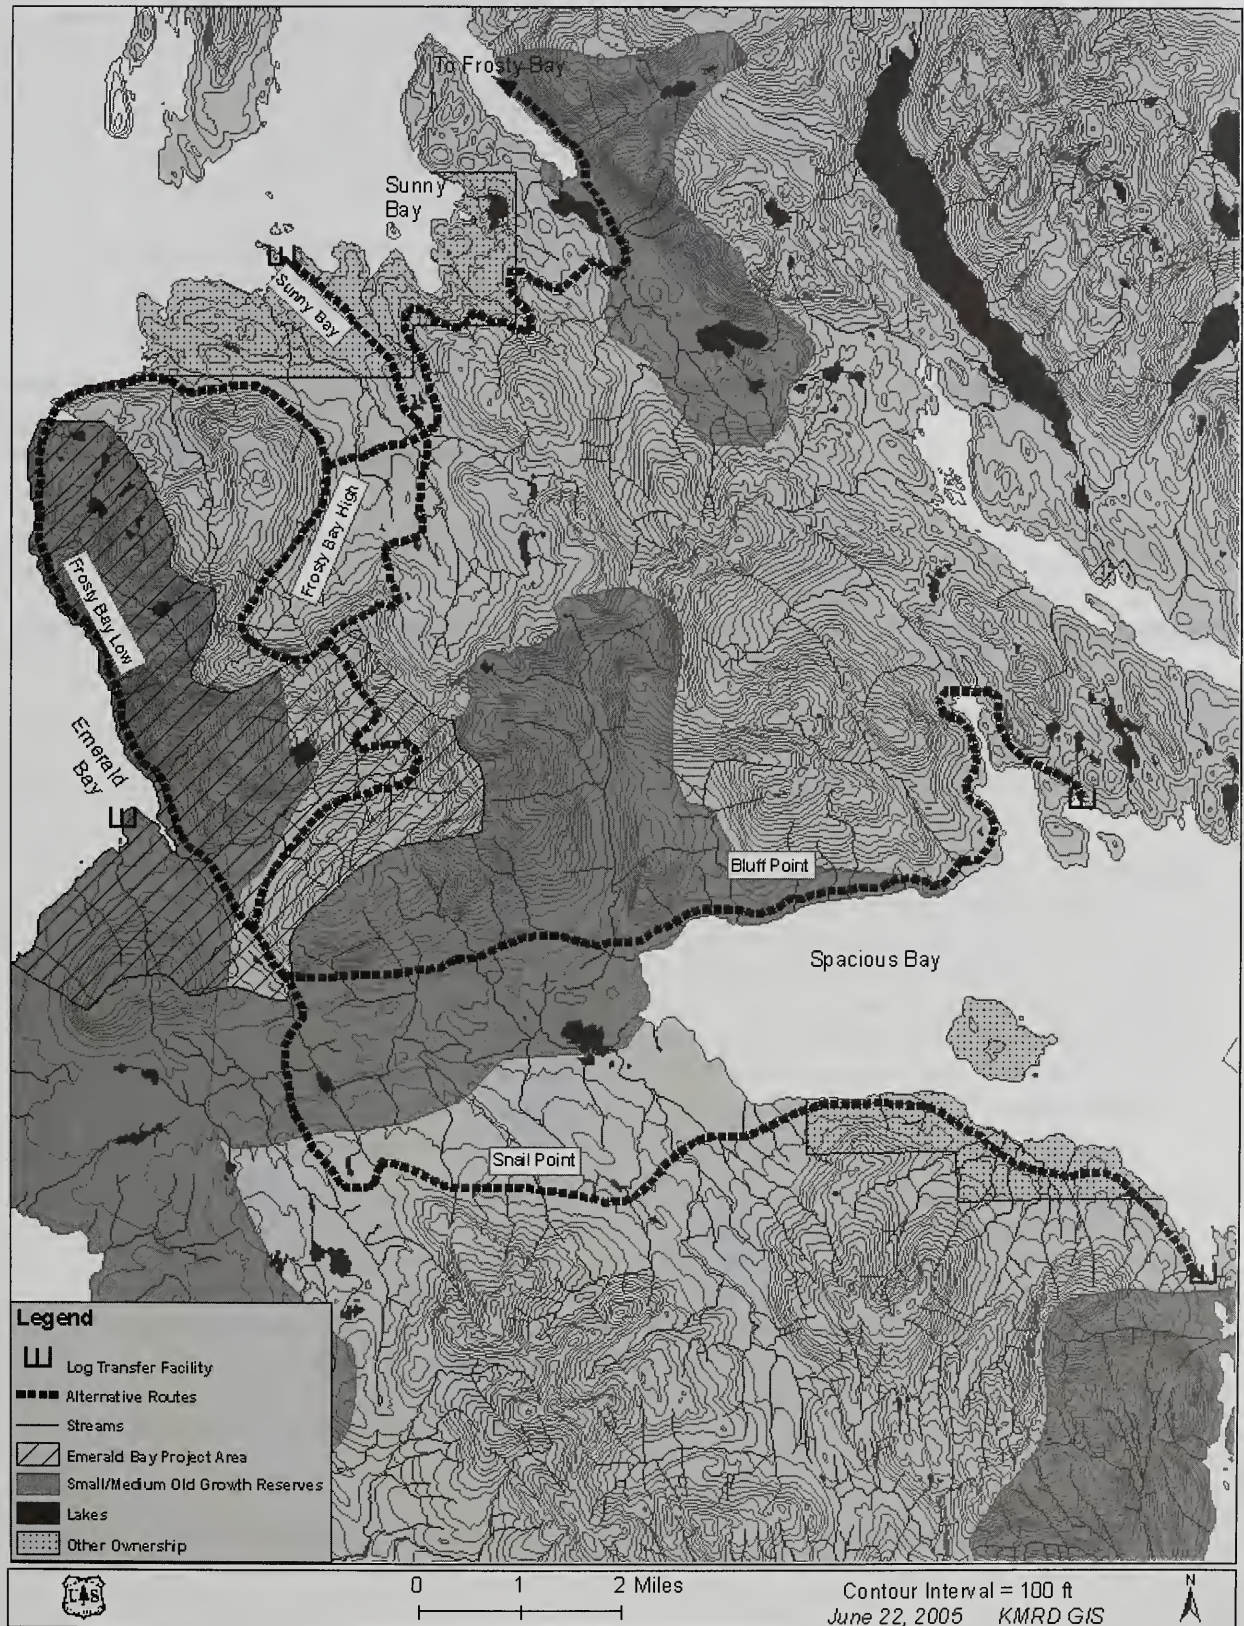 To Frosty Bay
Sunny
Bay
Sunny Bay
Frosty Bay High
Frosty Bay Low
Emerald
Bay
Bluff Point
Spacious Bay
Snail Point
Legend
Log Transfer Facility
Alternative Routes
Streams
Emerald Bay Project Area
Small/Medium Old Growth Reserves
Lakes
Other Ownership
0 1 2 Miles
Contour Interval = 100 ft
June 22, 2005 KMRD GIS
N
U S